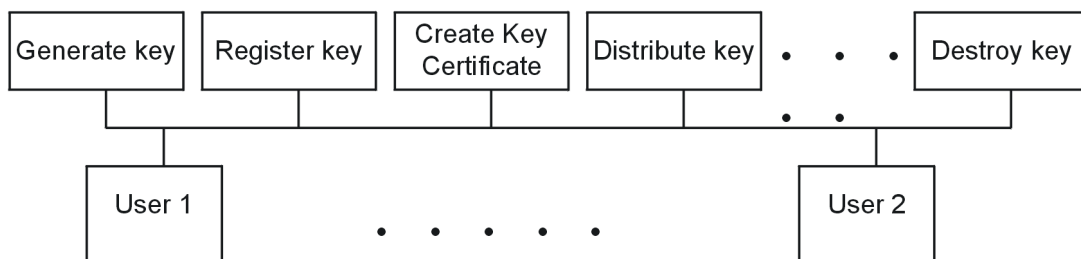 Generate key
Register key
Create Key
Certificate
Distribute key
Destroy key
User 1
User 2